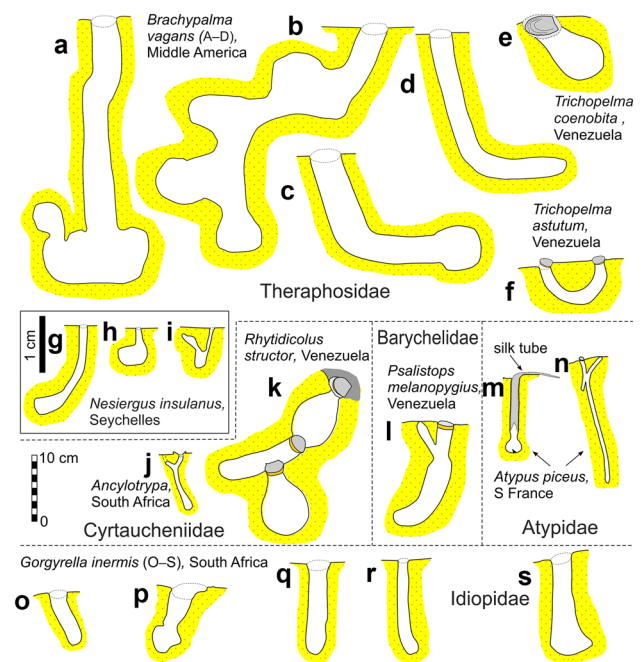 a
Brachypalma
vagans (A–D),
Middle America
b
d
e
Trichopelma
coenobita ,
Venezuela
c
Trichopelma
astutum,
Venezuela
f
Theraphosidae
1 cm
g
h
i
Nesiergus insulanus,
Seychelles
Rhytidicolus
structor, Venezuela
k
Barychelidae
Psalistops
melanopygius,
Venezuela
l
silk tube
m
n
Atypus piceus,
S France
10 cm
0
j
Ancylotrypa,
South Africa
Cyrtaucheniidae
Atypidae
Gorgyrella inermis (O–S), South Africa
o
p
q
r
s
Idiopidae